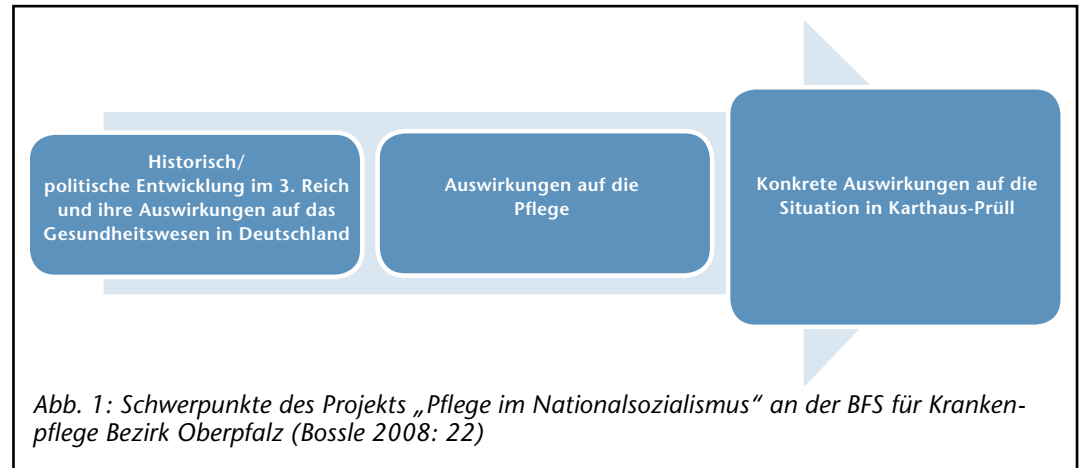 Historisch/
politische Entwicklung im 3. Reich
und ihre Auswirkungen auf das
Gesundheitswesen in Deutschland
Auswirkungen auf die
Pflege
Konkrete Auswirkungen auf die
Situation in Karthaus-Prüll
Abb. 1: Schwerpunkte des Projekts „Pflege im Nationalsozialismus“ an der BFS für Kranken-
pflege Bezirk Oberpfalz (Bossle 2008: 22)